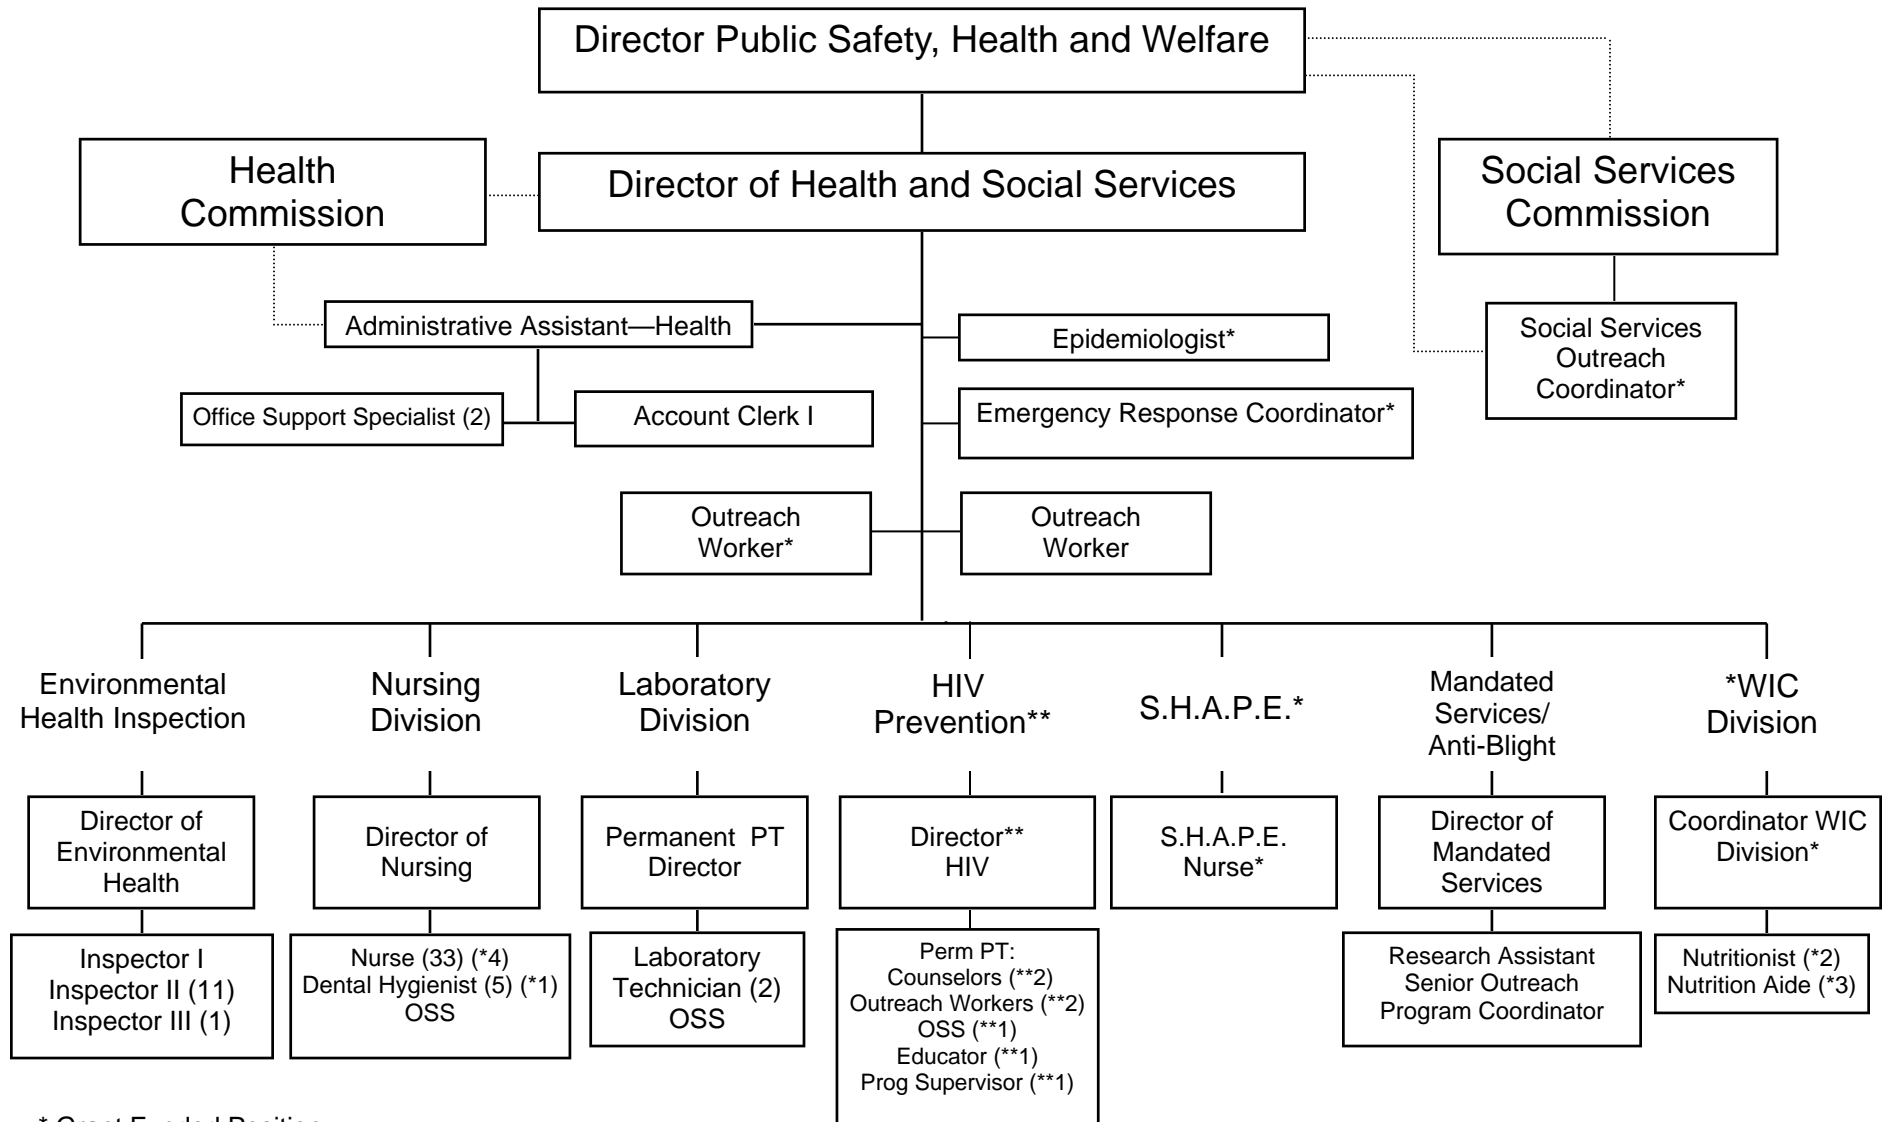 Director Public Safety, Health and Welfare
Health
Commission
Director of Health and Social Services
Social Services
Commission
Administrative Assistant—Health
Epidemiologist*
Social Services
Outreach
Coordinator*
Office Support Specialist (2)
Account Clerk I
Emergency Response Coordinator*
Outreach
Worker*
Outreach
Worker
Environmental
Health Inspection
Nursing
Division
Laboratory
Division
HIV
Prevention**
S.H.A.P.E.*
Mandated
Services/
Anti-Blight
*WIC
Division
Director of
Environmental
Health
Director of
Nursing
Permanent PT
Director
Director**
HIV
S.H.A.P.E.
Nurse*
Director of
Mandated
Services
Coordinator WIC
Division*
Inspector I
Inspector II (11)
Inspector III (1)
Nurse (33) (*4)
Dental Hygienist (5) (*1)
OSS
Laboratory
Technician (2)
OSS
Perm PT:
Counselors (**2)
Outreach Workers (**2)
OSS (**1)
Educator (**1)
Prog Supervisor (**1)
Research Assistant
Senior Outreach
Program Coordinator
Nutritionist (*2)
Nutrition Aide (*3)
* Grant Funded Position